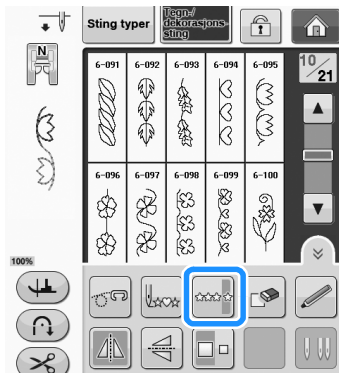 Sting typer
Tegn-/
dekorasjons-
sting
N
10/21
6-091 6-092 6-093 6-094 6-095
6-096 6-097 6-098 6-099 6-100
100%